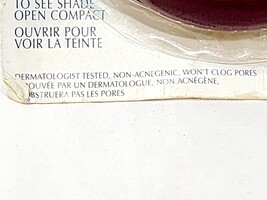 TO SEE SHADE
OPEN COMPACT
OUVRIR POUR
VOIR LA TEINTE
DERMATOLOGIST TESTED, NON-ACNEGENIC, WON'T CLOG PORES
ROUVÉE PAR UN DERMATOLOGUE, NON ACNÉGÈNE,
OBSTRUERA PAS LES PORES